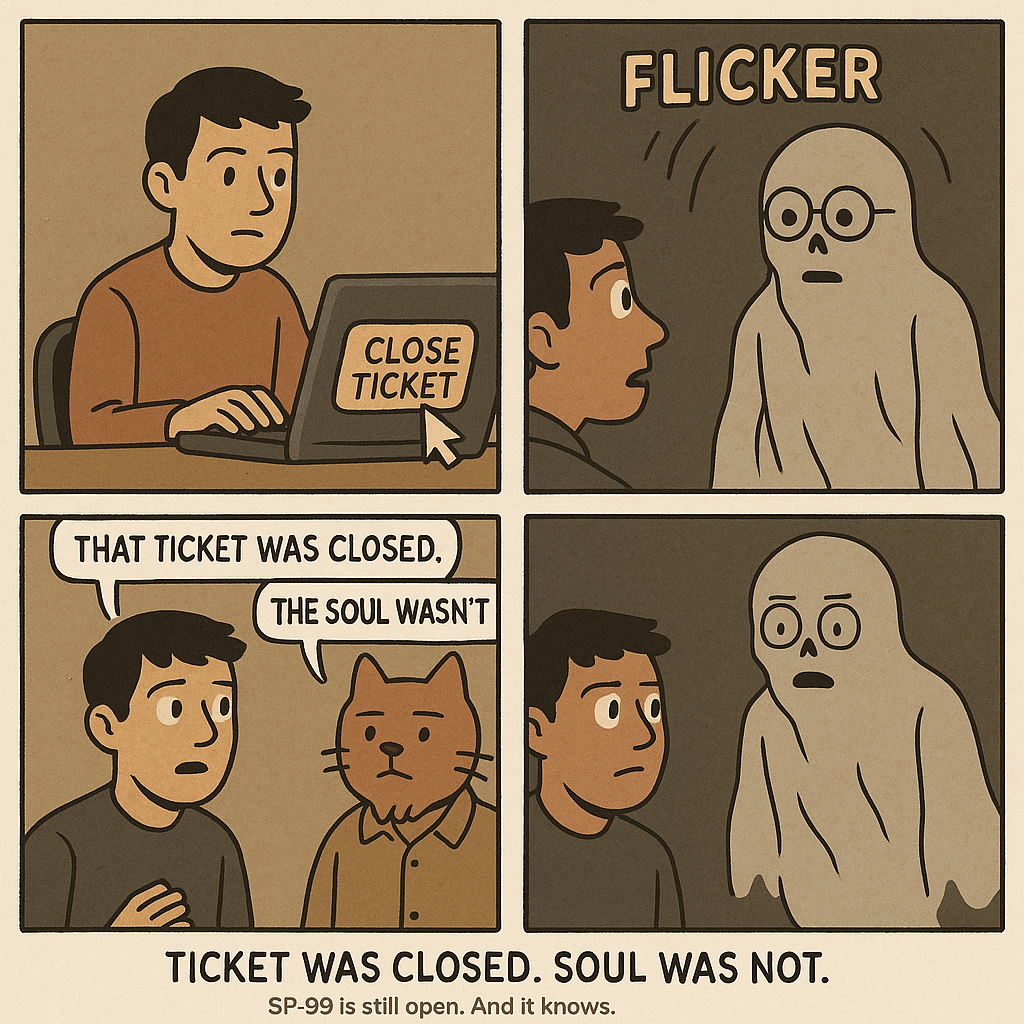 CLOSE
TICKET
FLICKER
THAT TICKET WAS CLOSED.
THE SOUL WASN'T
TICKET WAS CLOSED. SOUL WAS NOT.
SP-99 is still open. And it knows.